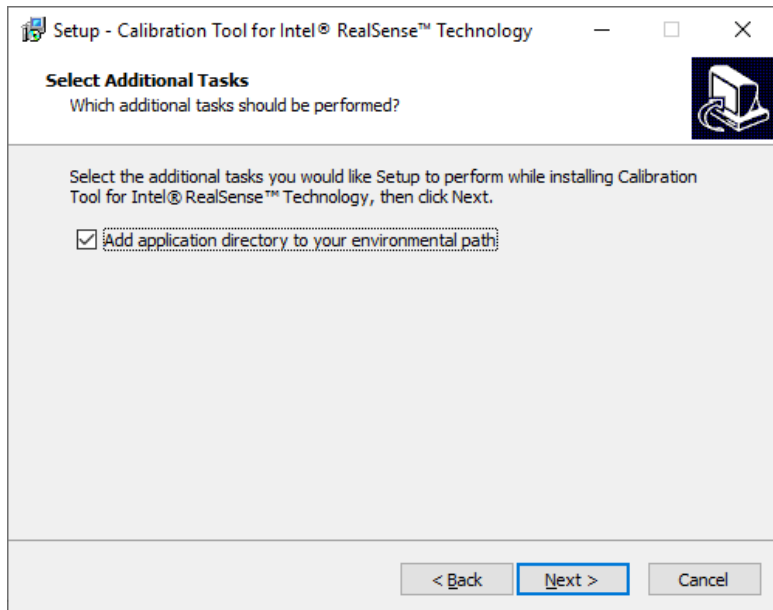 Setup - Calibration Tool for Intel® RealSense™ Technology
Select Additional Tasks
Which additional tasks should be performed?
Select the additional tasks you would like Setup to perform while installing Calibration
Tool for Intel® RealSense™ Technology, then click Next.
Add application directory to your environmental path
< Back
Next >
Cancel